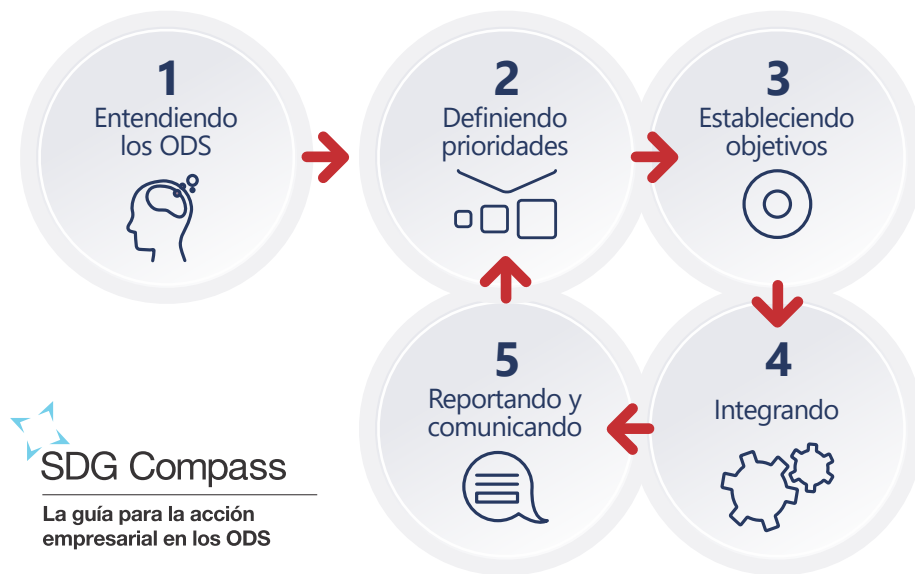 1
Entendiendo
los ODS
2
Definiendo
prioridades
3
Estableciendo
objetivos
4
Integrando
5
Reportando y
comunicando
SDG Compass
La guía para la acción
empresarial en los ODS